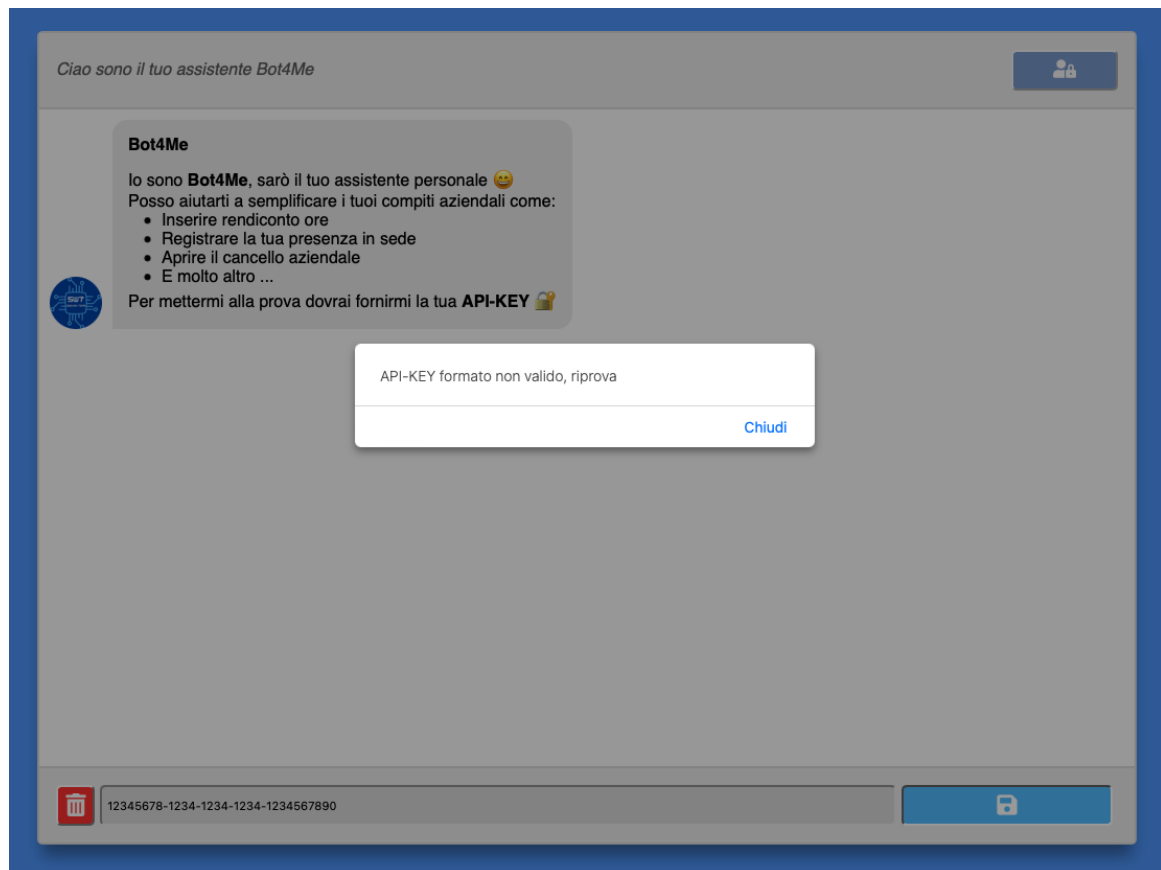 Ciao sono il tuo assistente Bot4Me
Bot4Me
Io sono Bot4Me, sarò il tuo assistente personale 😄
Posso aiutarti a semplificare i tuoi compiti aziendali come:
• Inserire rendiconto ore
• Registrare la tua presenza in sede
• Aprire il cancello aziendale
• E molto altro ...
Per mettermi alla prova dovrai fornirmi la tua API-KEY 🔐
API-KEY formato non valido, riprova
Chiudi
12345678-1234-1234-1234-1234567890